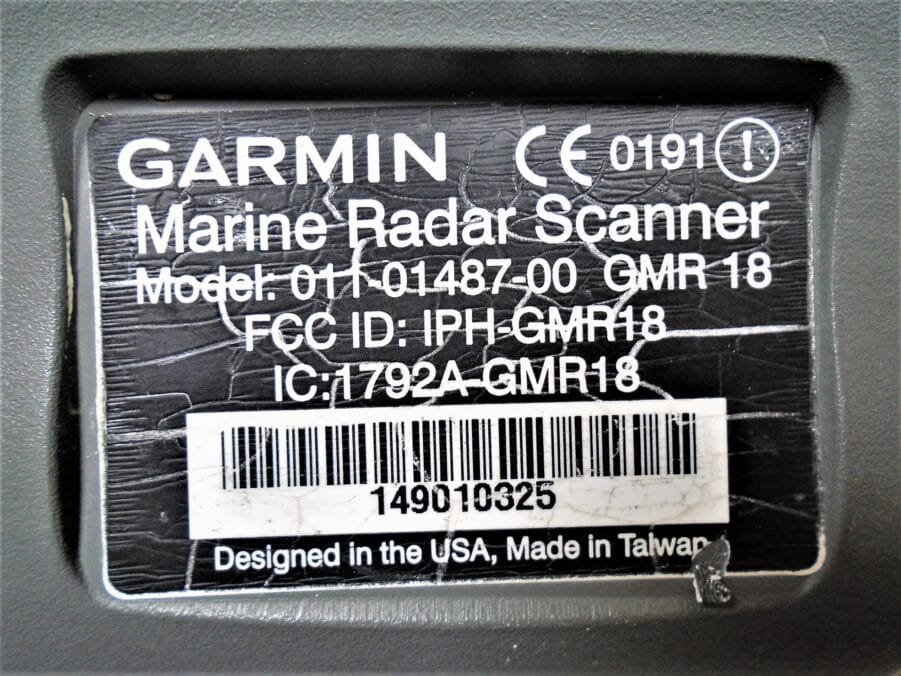 GARMIN CE 0191 !
Marine Radar Scanner
Model: 011-01487-00 GMR 18
FCC ID: IPH-GMR18
IC:1792A-GMR18
149010325
Designed in the USA, Made in Taiwan